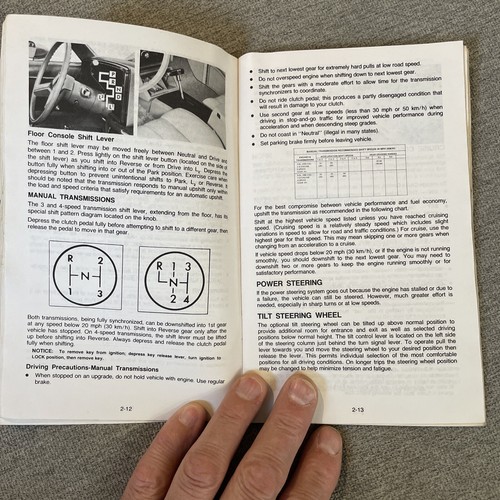 Floor Console Shift Lever
The floor shift lever may be moved freely between Neutral and Drive and
between 1 and 2. Press tightly on the shift lever button (located on the side of
the shift lever) as you shift into Reverse or from Drive into L₂. Depress the
button fully when shifting into or out of the Park position. Exercise care when
depressing button to prevent unintentional shifts to Park, L₂ or Reverse. It
should be noted that the transmission responds to manual upshift only within
the load and speed criteria that satisfy requirements for an automatic upshift.
MANUAL TRANSMISSIONS
The 3 and 4-speed transmission shift lever, extending from the floor, has its
special shift pattern diagram located on the knob.
Depress the clutch pedal fully before attempting to shift to a different gear, then
release the pedal to move in that gear.
R 2
N
1 3
R 1 3
N
2 4
Both transmissions, being fully synchronized, can be downshifted into 1st gear
at any speed below 20 mph (30 km/h). Shift into Reverse gear only after the
vehicle has stopped. On 4-speed transmissions, the shift lever must be lifted
up before shifting into Reverse. Always depress and release the clutch pedal
fully when shifting.
NOTICE: To remove key from ignition, depress key release lever, turn ignition to
LOCK position, then remove key.
Driving Precautions-Manual Transmissions
● When stopped on an upgrade, do not hold vehicle with engine. Use regular
brake.
2-12
● Shift to next lowest gear for extremely hard pulls at low road speed.
● Do not overspeed engine when shifting down to next lowest gear.
● Shift the gears with a moderate effort to allow time for the transmission
synchronizers to coordinate.
● Do not ride clutch pedal; this produces a partly disengaged condition that
will result in damage to your clutch.
● Use second gear at slow speeds (less than 30 mph or 50 km/h) when
driving in stop-and-go traffic for improved vehicle performance during
acceleration and when descending steep grades.
● Do not coast in "Neutral" (illegal in many states).
● Set parking brake firmly before leaving vehicle.
For the best compromise between vehicle performance and fuel economy,
upshift the transmission as recommended in the following chart.
Shift at the highest vehicle speed listed unless you have reached cruising
speed. (Cruising speed is a relatively steady speed which includes slight
variations in speed to allow for road and traffic conditions.) For cruise, use the
highest gear for that speed. This may mean skipping one or more gears when
changing from an acceleration to a cruise.
If vehicle speed drops below 20 mph (30 km/h), or if the engine is not running
smoothly, you should downshift to the next lowest gear. You may need to
downshift two or more gears to keep the engine running smoothly or for
satisfactory performance.
POWER STEERING
If the power steering system goes out because the engine has stalled or due to
a failure, the vehicle can still be steered. However, much greater effort is
needed, especially in sharp turns or at low speeds.
TILT STEERING WHEEL
The optional tilt steering wheel can be tilted up above normal position to
provide additional room for entrance and exit as well as selected driving
positions below normal height. The tilt control lever is located on the left side
of the steering column just behind the turn signal lever. To operate pull the
lever towards you and move the steering wheel to your desired position then
release the lever. This permits individual selection of the most comfortable
positions for all driving conditions. On longer trips the steering wheel position
may be changed to help minimize tension and fatigue.
2-13